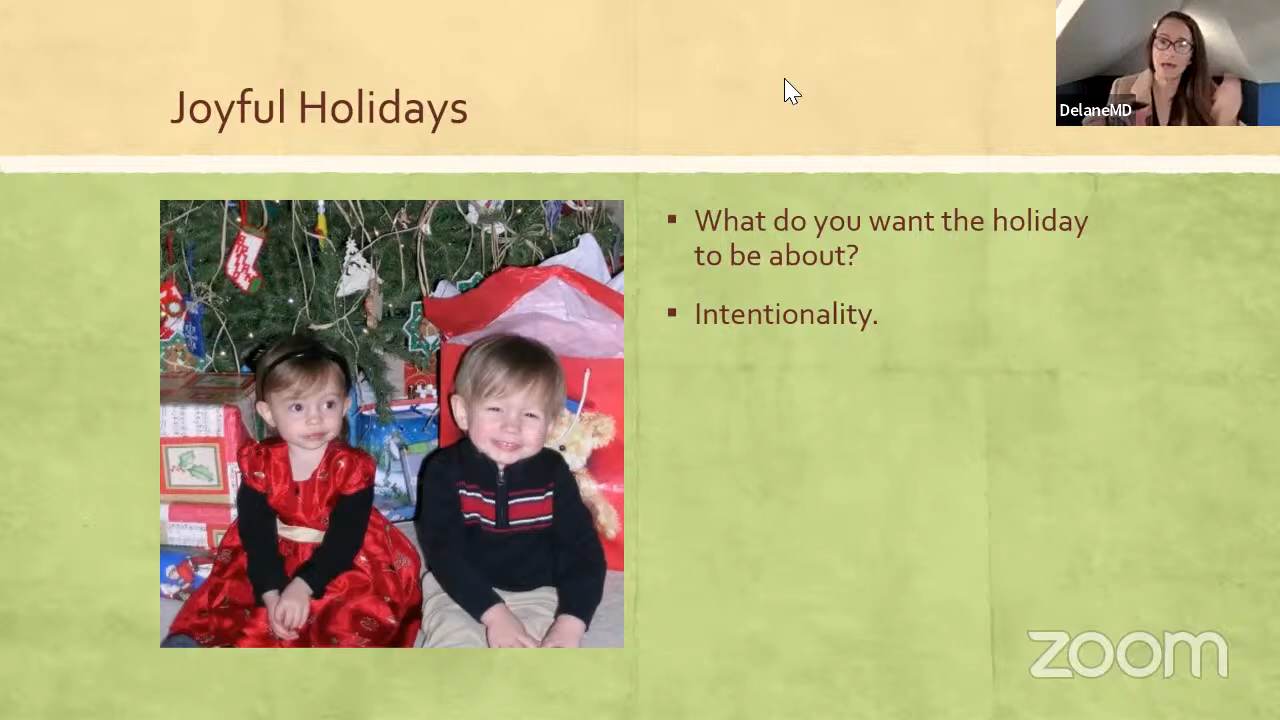 Joyful Holidays
DelaneMD
What do you want the holiday
to be about?
Intentionality.
zoom